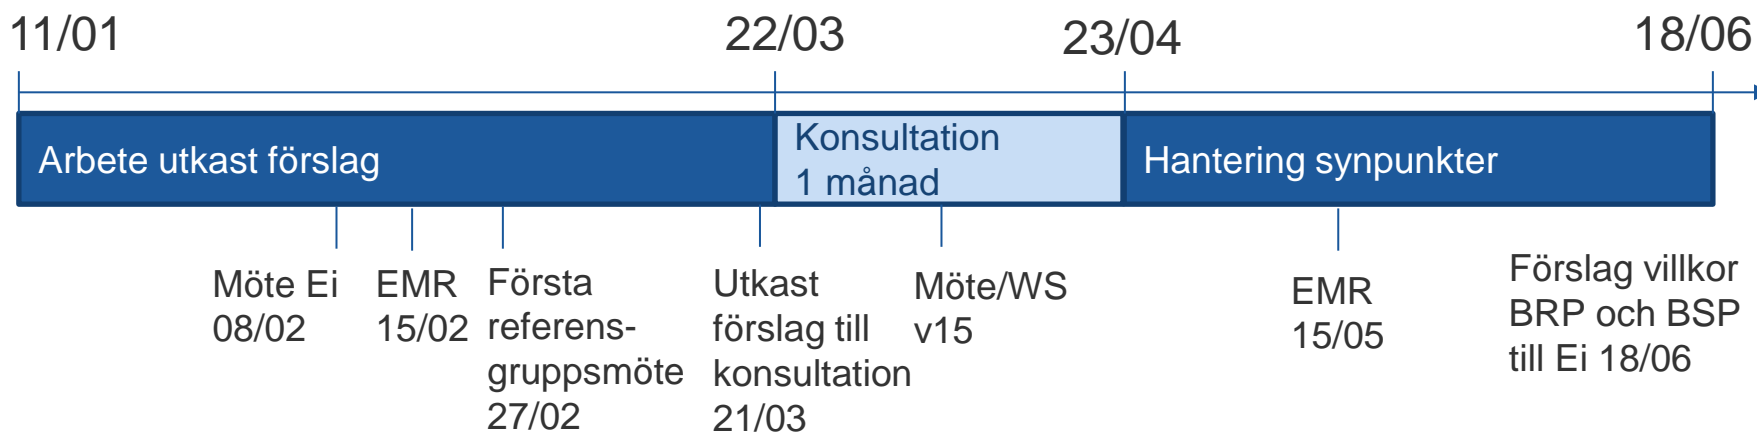 11/01
22/03
23/04
18/06
Arbete utkast förslag
Konsultation
1 månad
Hantering synpunkter
Möte Ei
08/02
EMR
15/02
Första
referens-
gruppsmöte
27/02
Utkast
förslag till
konsultation
21/03
Möte/WS
v15
EMR
15/05
Förslag villkor
BRP och BSP
till Ei 18/06